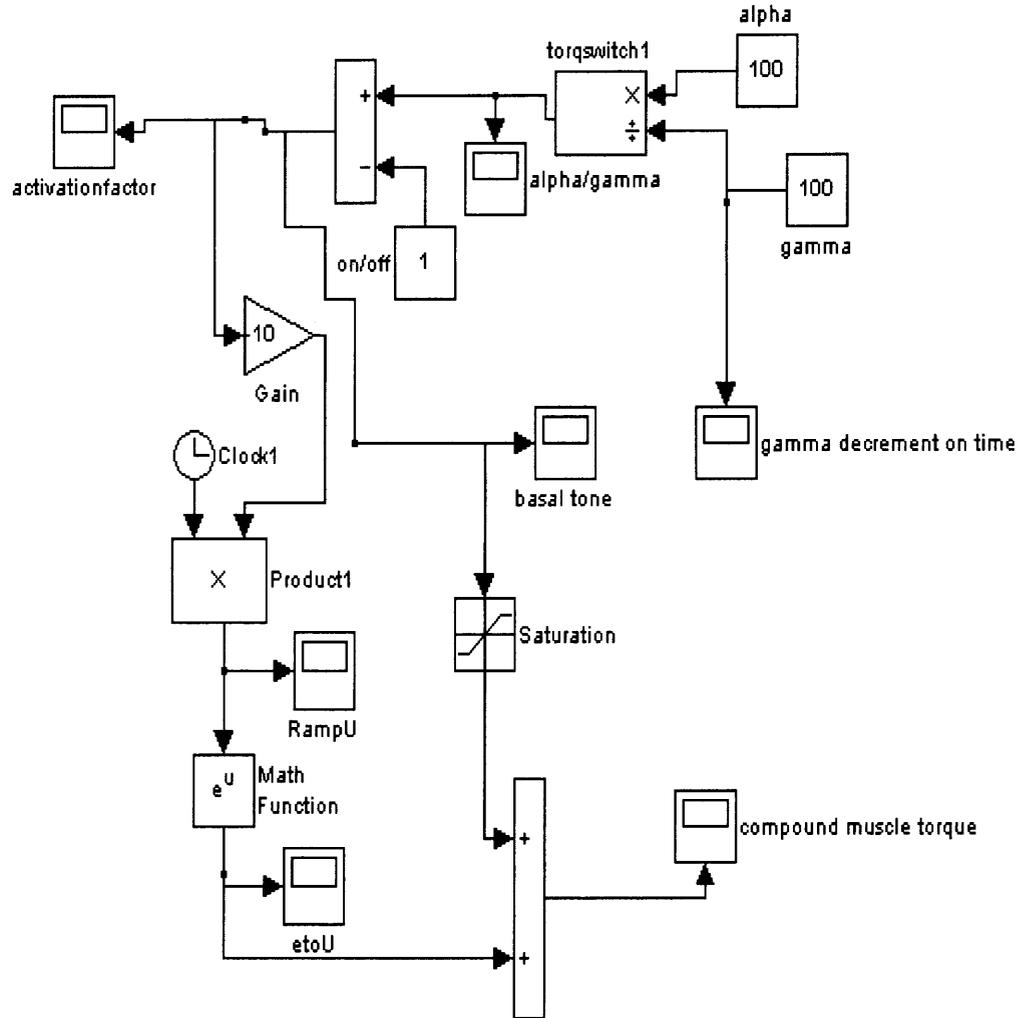 alpha
100
torqswitch1
×
÷
+
−
activationfactor
alpha/gamma
100
gamma
on/off
1
10
Gain
Clock1
basal tone
gamma decrement on time
×
Product1
Saturation
RampU
e^u
Math
Function
+
compound muscle torque
etoU
+